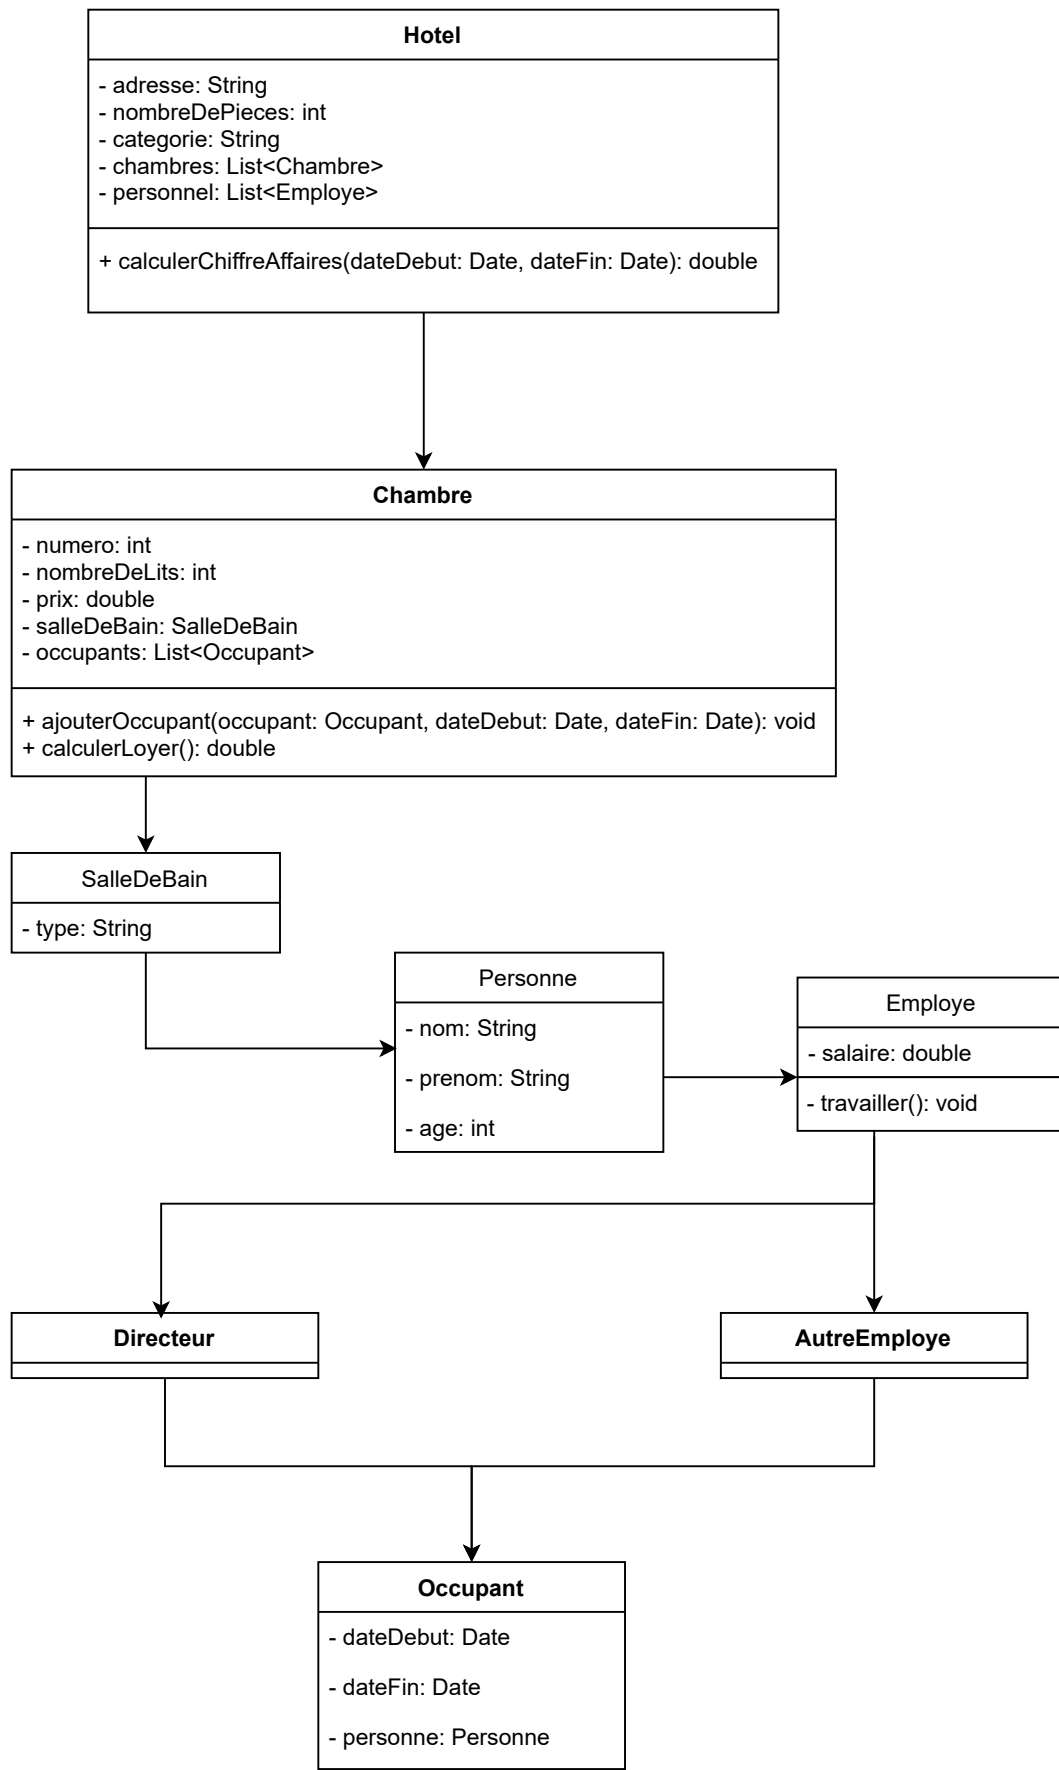 Hotel
- adresse: String
- nombreDePieces: int
- categorie: String
- chambres: List<Chambre>
- personnel: List<Employe>
+ calculerChiffreAffaires(dateDebut: Date, dateFin: Date): double
Chambre
- numero: int
- nombreDeLits: int
- prix: double
- salleDeBain: SalleDeBain
- occupants: List<Occupant>
+ ajouterOccupant(occupant: Occupant, dateDebut: Date, dateFin: Date): void
+ calculerLoyer(): double
SalleDeBain
- type: String
Personne
- nom: String
- prenom: String
- age: int
Employe
- salaire: double
- travailler(): void
Directeur
AutreEmploye
Occupant
- dateDebut: Date
- dateFin: Date
- personne: Personne